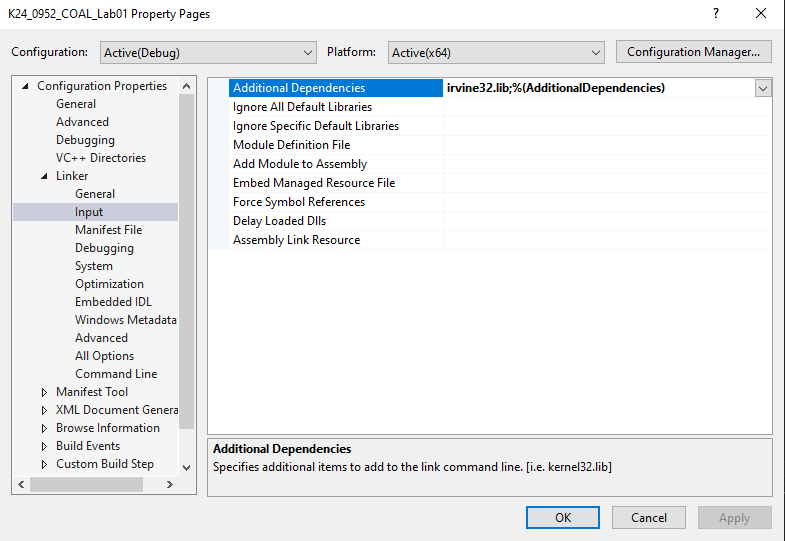 K24_0952_COAL_Lab01 Property Pages
Configuration: Active(Debug) Platform: Active(x64) Configuration Manager...
Configuration Properties
General
Advanced
Debugging
VC++ Directories
Linker
General
Input
Manifest File
Debugging
System
Optimization
Embedded IDL
Windows Metadata
Advanced
All Options
Command Line
Manifest Tool
XML Document Genera
Browse Information
Build Events
Custom Build Step
Additional Dependencies irvine32.lib;%(AdditionalDependencies)
Ignore All Default Libraries
Ignore Specific Default Libraries
Module Definition File
Add Module to Assembly
Embed Managed Resource File
Force Symbol References
Delay Loaded Dlls
Assembly Link Resource
Additional Dependencies
Specifies additional items to add to the link command line. [i.e. kernel32.lib]
OK Cancel Apply